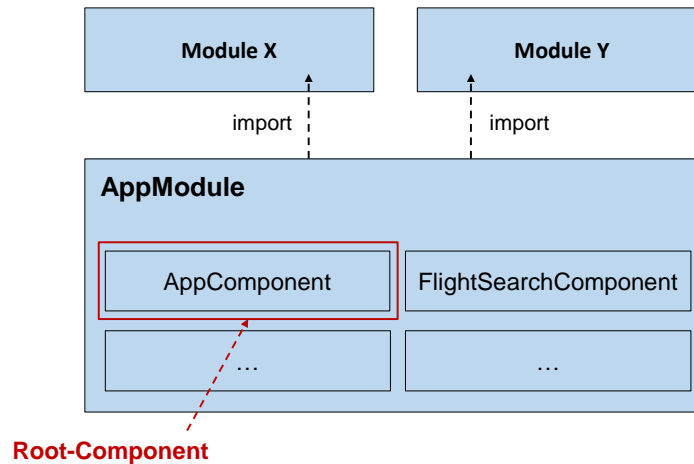 Module X
Module Y
import
import
AppModule
AppComponent
FlightSearchComponent
…
…
Root-Component